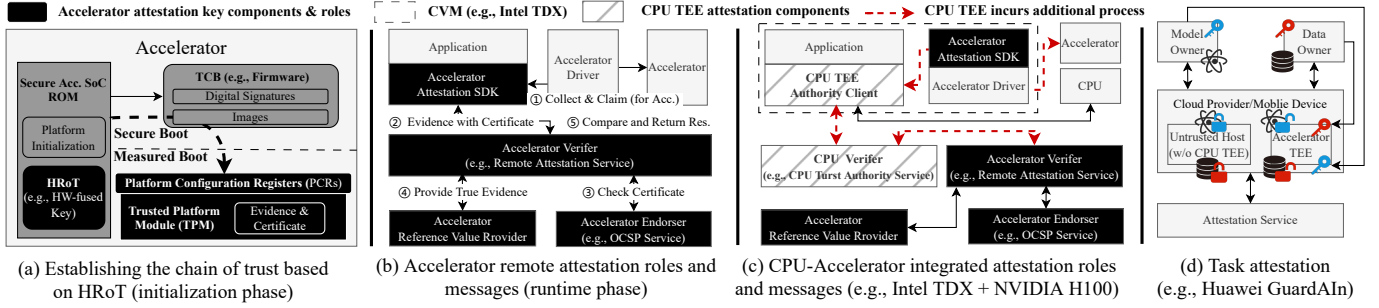 Accelerator attestation key components & roles
CVM (e.g., Intel TDX)
CPU TEE attestation components
CPU TEE incurs additional process
Accelerator
Secure Acc. SoC
ROM
Platform
Initialization
HRoT
(e.g., HW-fused
Key)
TCB (e.g., Firmware)
Digital Signatures
Images
Secure Boot
Measured Boot
Platform Configuration Registers (PCRs)
Trusted Platform
Module (TPM)
Evidence &
Certificate
(a) Establishing the chain of trust based
on HRoT (initialization phase)
Application
Accelerator
Attestation SDK
Accelerator
Driver
Accelerator
① Collect & Claim (for Acc.)
② Evidence with Certificate
⑤ Compare and Return Res.
Accelerator Verifer
(e.g., Remote Attestation Service)
④ Provide True Evidence
③ Check Certificate
Accelerator
Reference Value Rrovider
Accelerator Endorser
(e.g., OCSP Service)
(b) Accelerator remote attestation roles and
messages (runtime phase)
Application
CPU TEE
Authority Client
Accelerator
Attestation SDK
Accelerator Driver
Accelerator
CPU
CPU Verifer
(e.g., CPU Turst Authority Service)
Accelerator Verifer
(e.g., Remote Attestation Service)
Accelerator
Reference Value Rrovider
Accelerator Endorser
(e.g., OCSP Service)
(c) CPU-Accelerator integrated attestation roles
and messages (e.g., Intel TDX + NVIDIA H100)
Model
Owner
Data
Owner
Cloud Provider/Moblie Device
Untrusted Host
(w/o CPU TEE)
Accelerator
TEE
Attestation Service
(d) Task attestation
(e.g., Huawei GuardAIn)